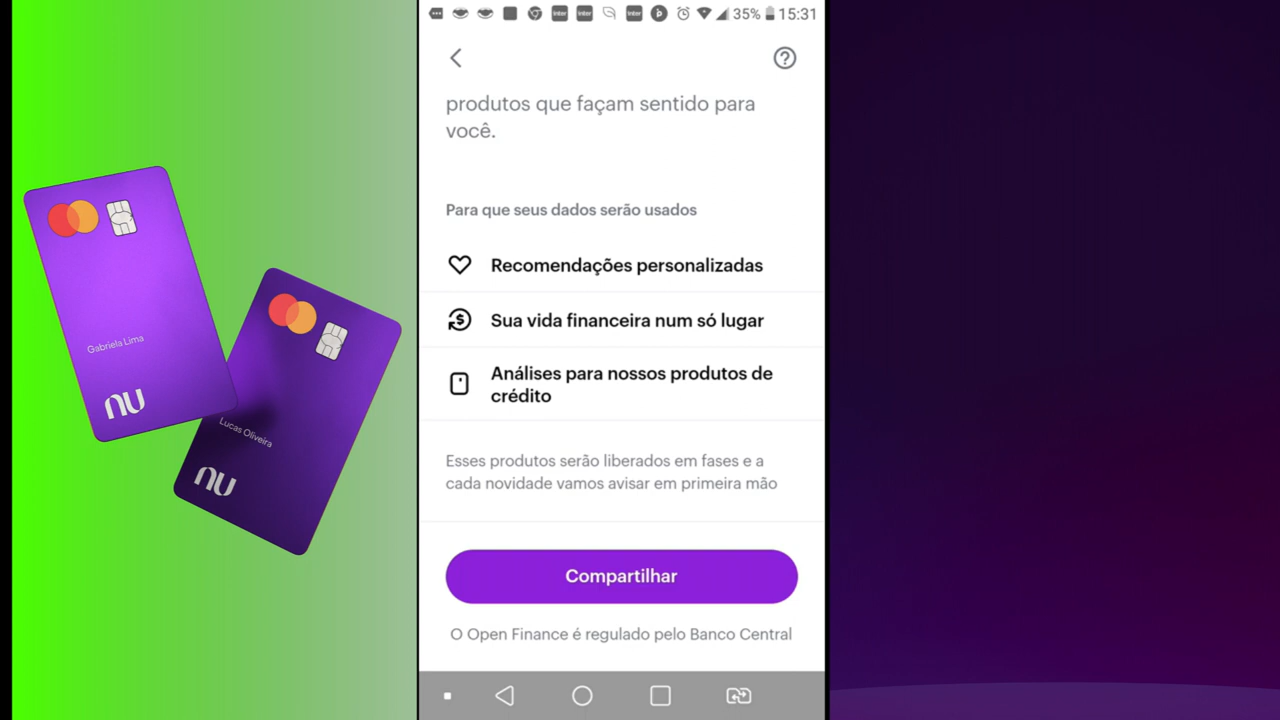 35% 15:31
produtos que façam sentido para
você.
Para que seus dados serão usados
Recomendações personalizadas
Sua vida financeira num só lugar
Análises para nossos produtos de
crédito
Esses produtos serão liberados em fases e a
cada novidade vamos avisar em primeira mão
Compartilhar
O Open Finance é regulado pelo Banco Central
Gabriela Lima
nu
Lucas Oliveira
nu